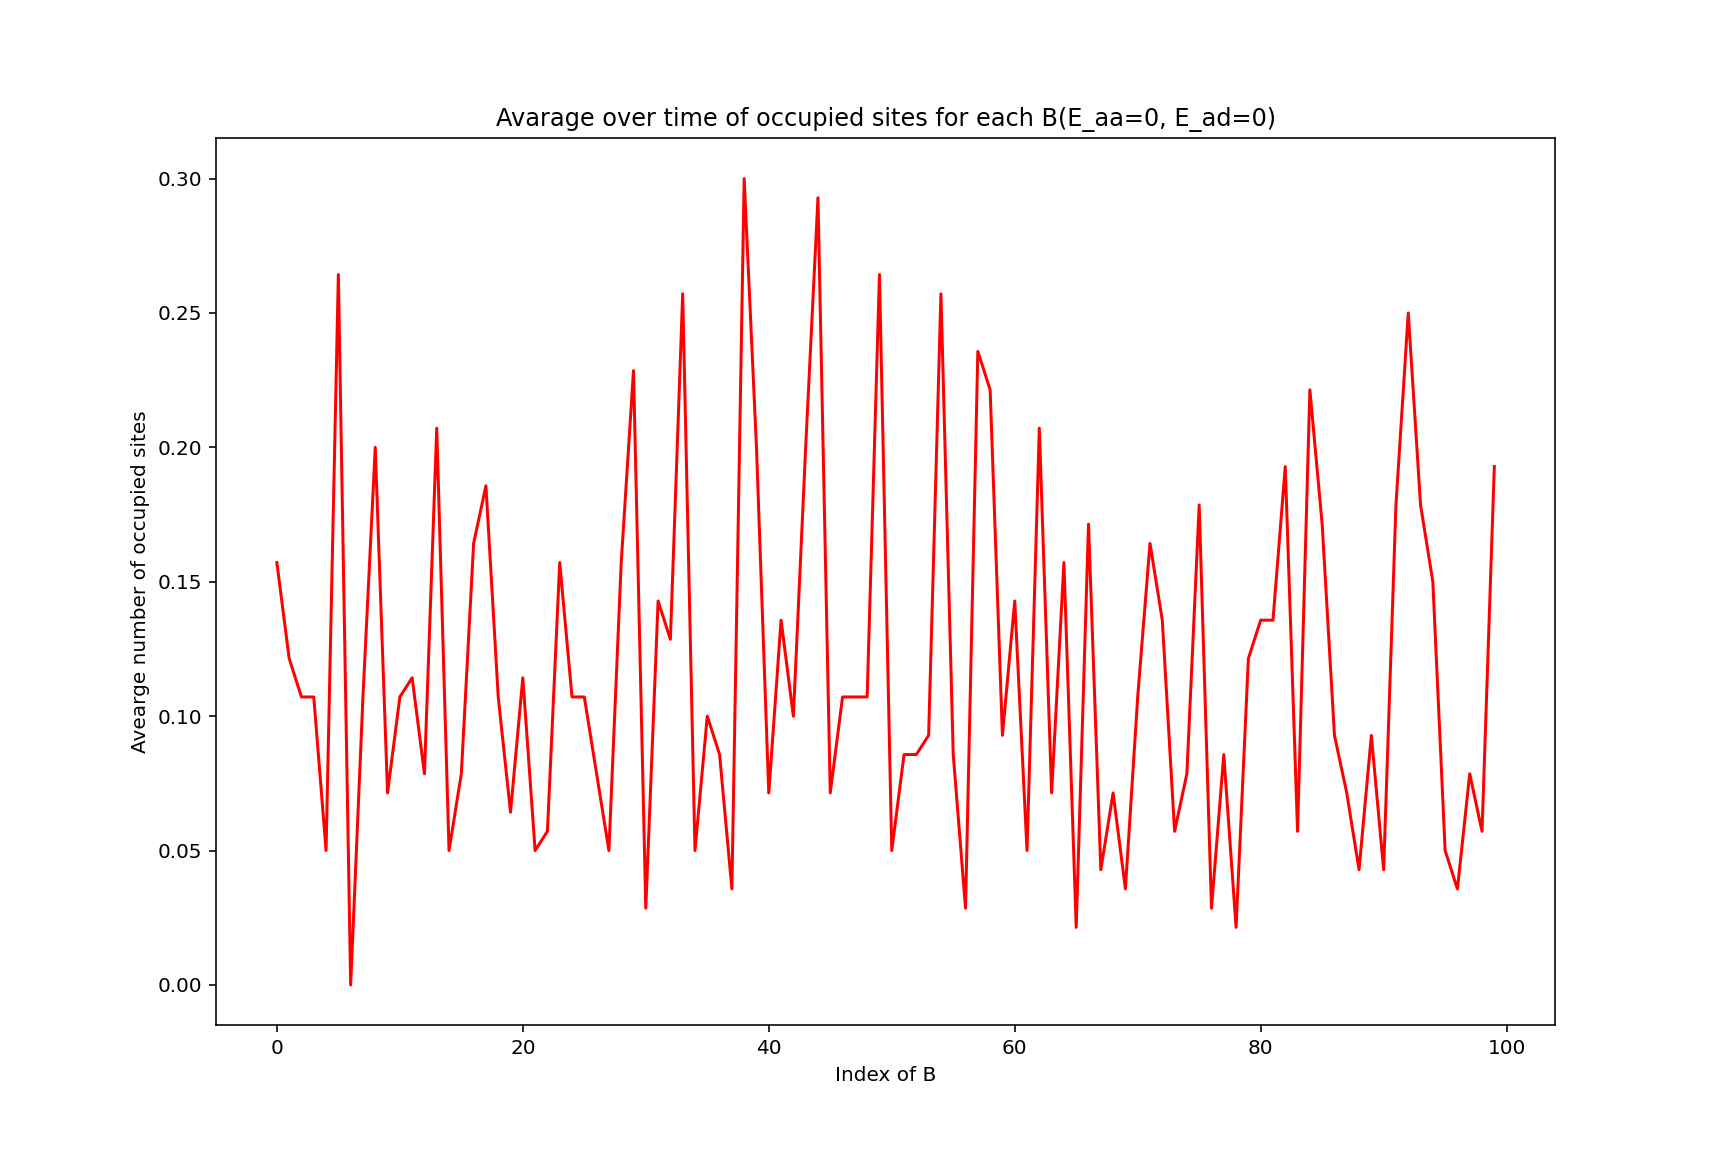 Avarage over time of occupied sites for each B(E_aa=0, E_ad=0)
0.30
0.25
0.20
0.15
0.10
0.05
0.00
Avearge number of occupied sites
0 20 40 60 80 100
Index of B